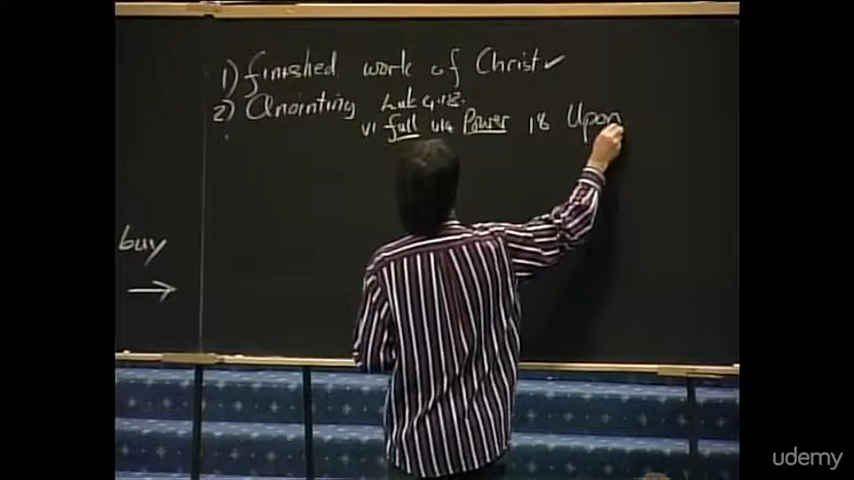 1) finished work of Christ ✓
2) Anointing Luk 4.18.
v1 full v14 Power 18 Upon
buy
→
udemy